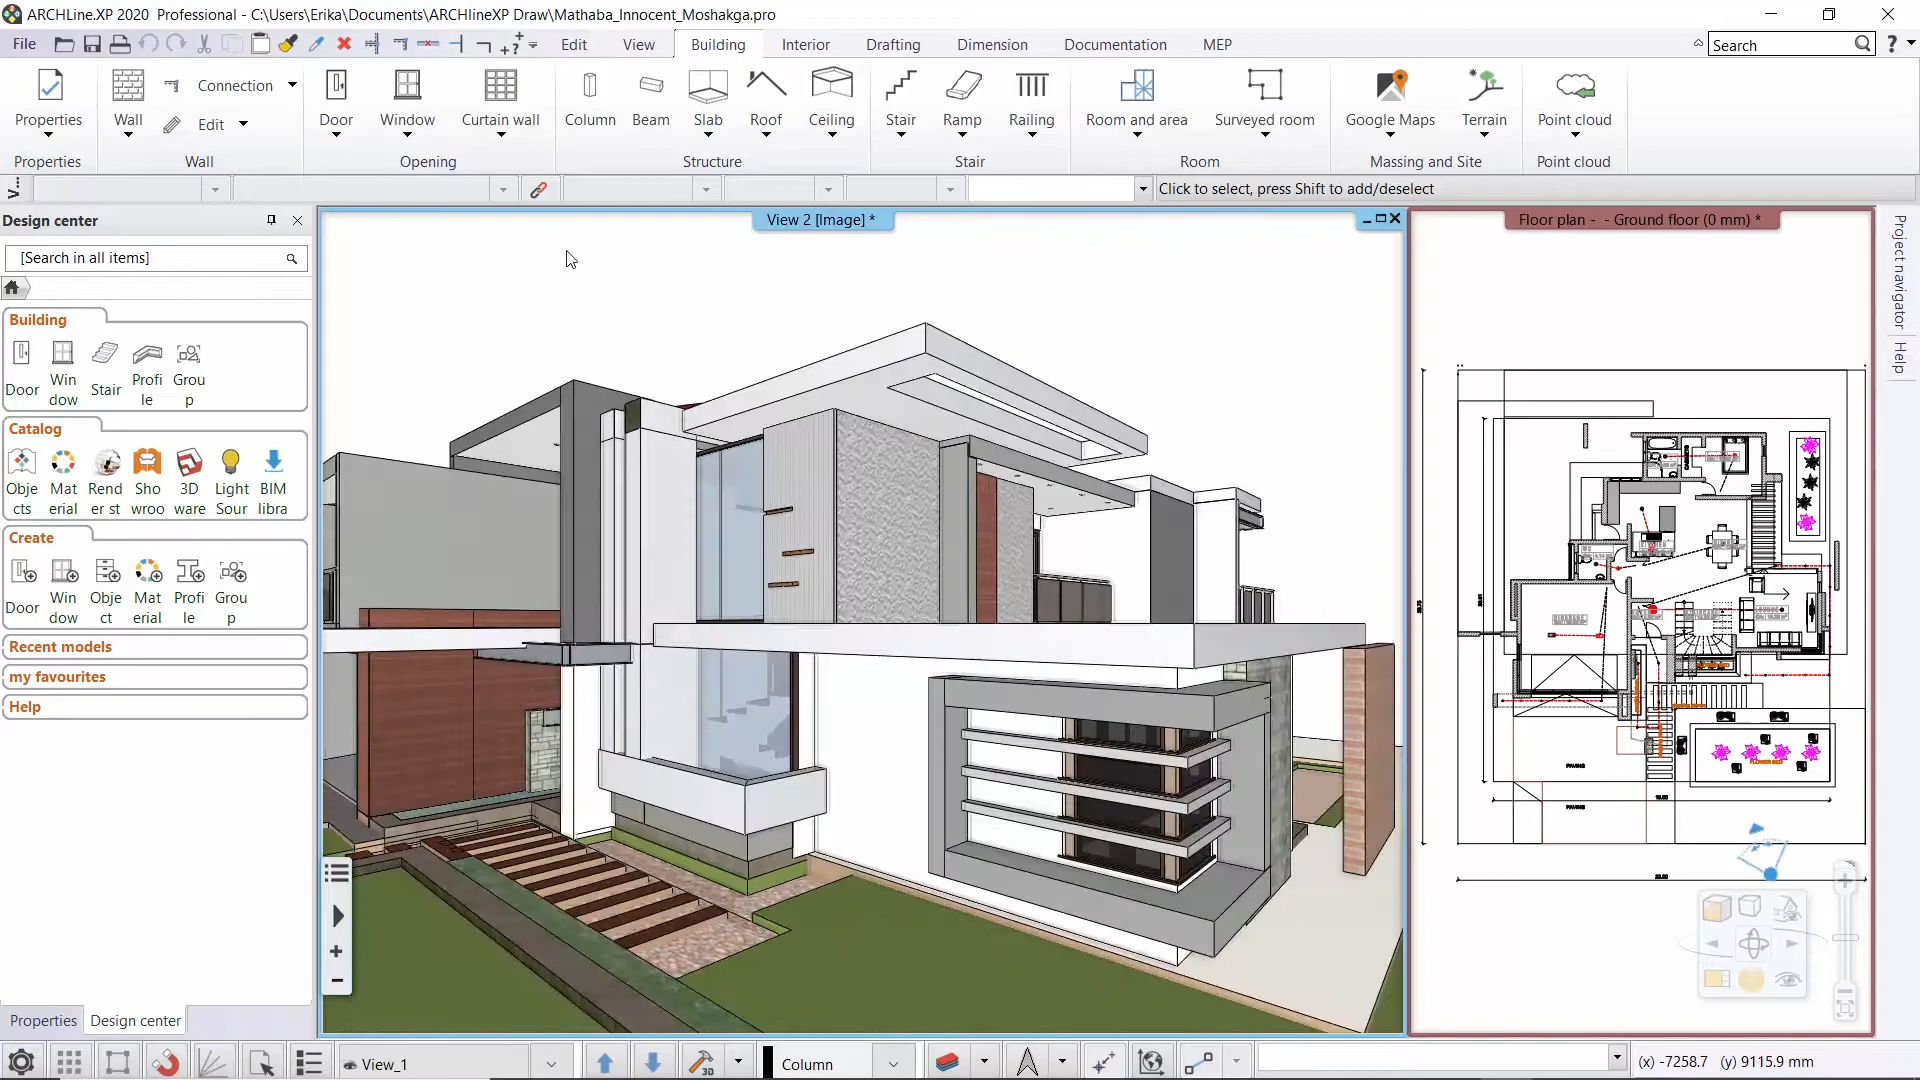 ARCHLine.XP 2020 Professional - C:\Users\Erika\Documents\ARCHlineXP Draw\Mathaba_Innocent_Moshakga.pro
File
Edit
View
Building
Interior
Drafting
Dimension
Documentation
MEP
Search
?
Properties
Wall
Connection
Edit
Door
Window
Curtain wall
Column
Beam
Slab
Roof
Ceiling
Stair
Ramp
Railing
Room and area
Surveyed room
Google Maps
Terrain
Point cloud
Properties
Wall
Opening
Structure
Stair
Room
Massing and Site
Point cloud
Click to select, press Shift to add/deselect
Design center
[Search in all items]
Building
Door
Win
dow
Stair
Profi
le
Grou
p
Catalog
Obje
cts
Mat
erial
Rend
er st
Sho
wroo
3D
ware
Light
Sour
BIM
libra
Create
Door
Win
dow
Obje
ct
Mat
erial
Profi
le
Grou
p
Recent models
my favourites
Help
Properties
Design center
View 2 [Image] *
Floor plan - - Ground floor (0 mm) *
PAVING
FLOWER BED
PAVING
Project navigator
Help
View_1
3D
Column
(x) -7258.7 (y) 9115.9 mm